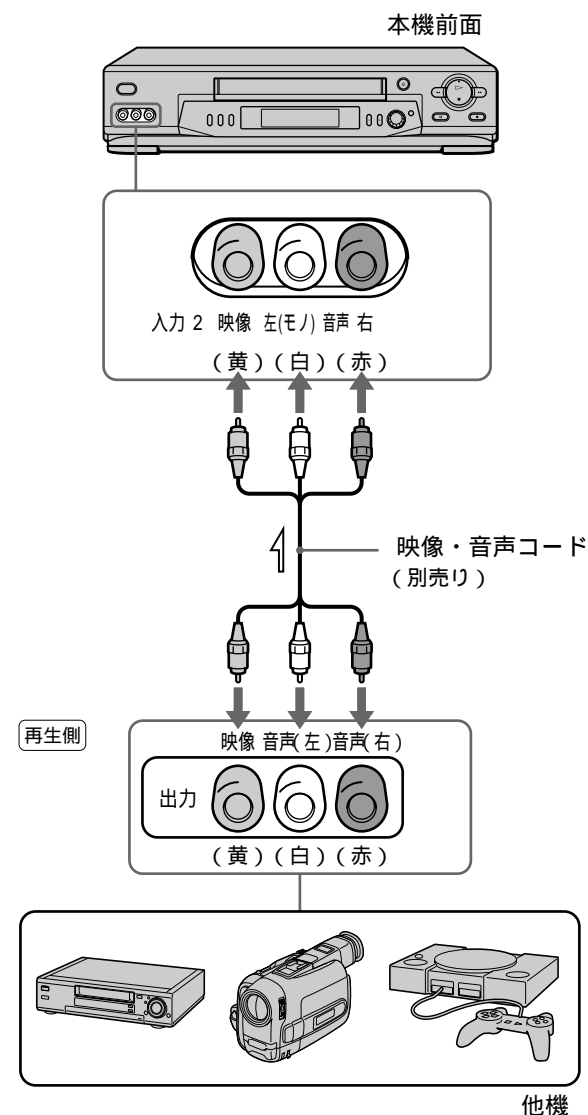 本機前面
入力 2 映像 左(モノ) 音声 右
(黄) (白) (赤)
映像・音声コード
(別売り)
再生側
映像 音声(左) 音声(右)
出力
(黄) (白) (赤)
他機